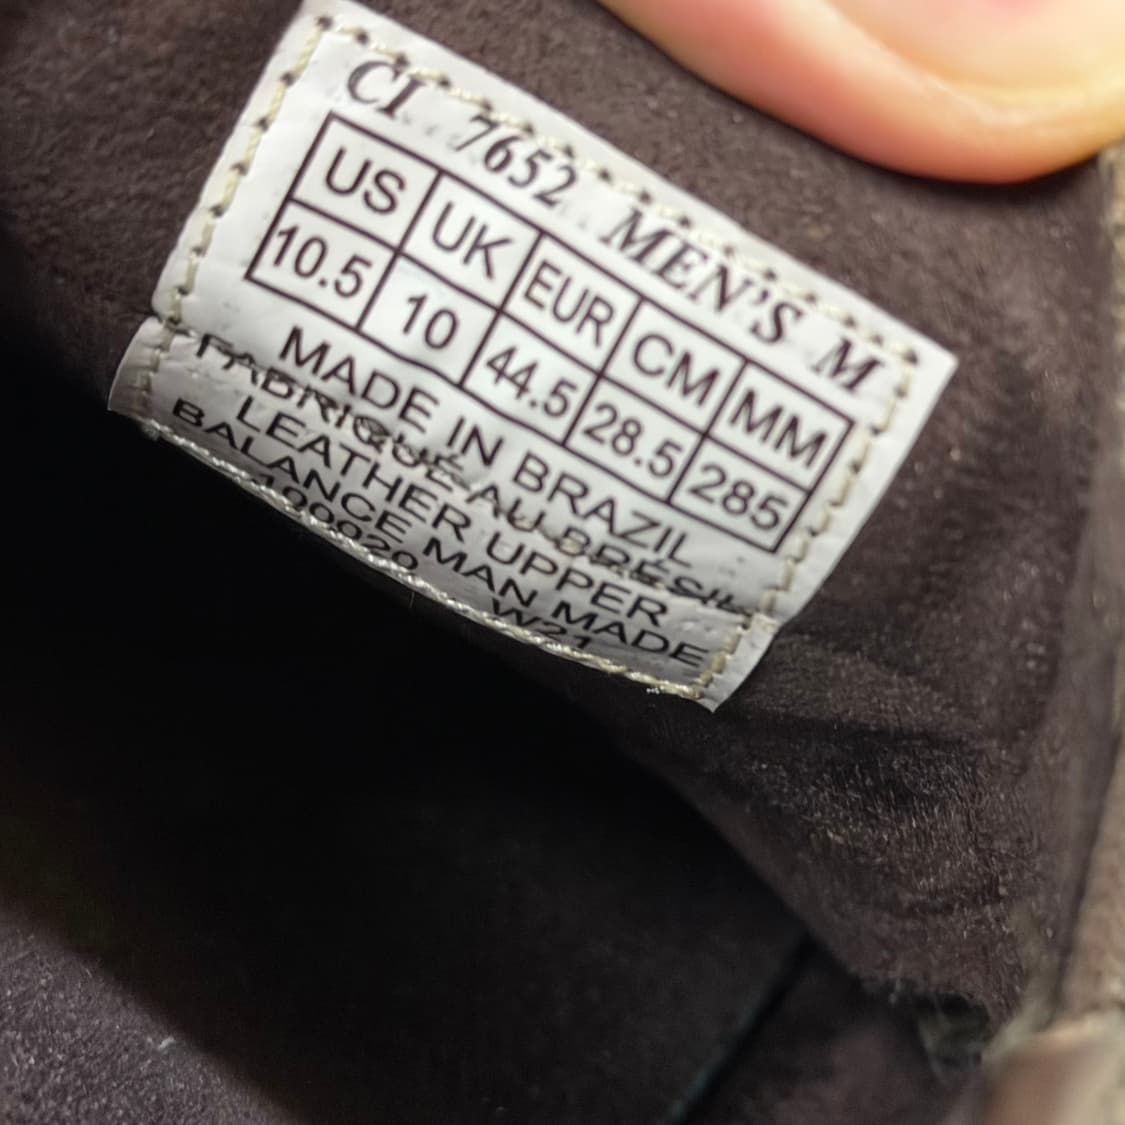 CI 7652 MEN'S M
US UK EUR CM MM
10.5 10 44.5 28.5 285
MADE IN BRAZIL
FABRIQUE AU BRÉSIL
LEATHER UPPER
BALANCE MAN MADE
W21